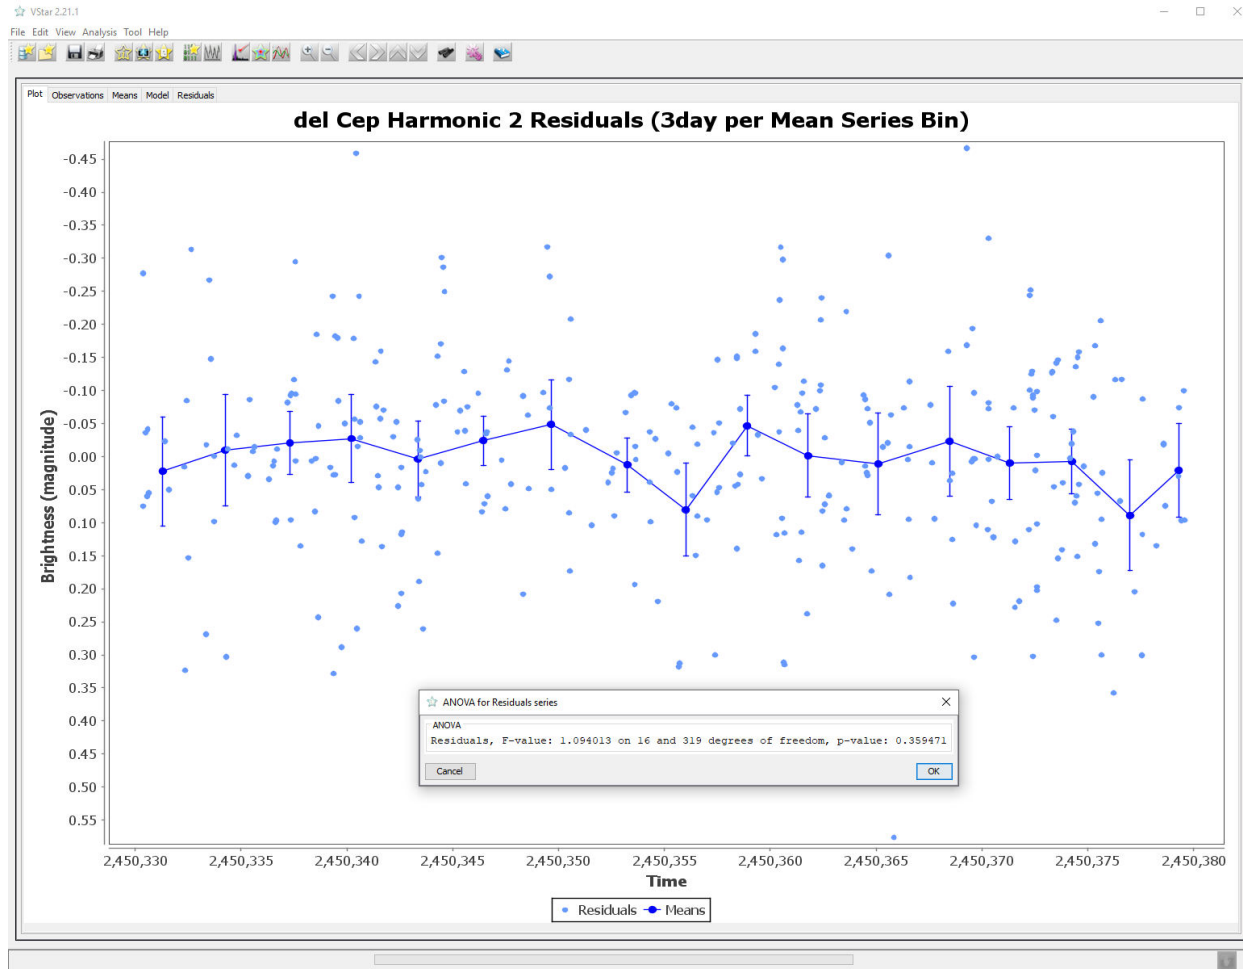 VStar 2.21.1
File Edit View Analysis Tool Help
Plot Observations Means Model Residuals
del Cep Harmonic 2 Residuals (3day per Mean Series Bin)
-0.45
-0.40
-0.35
-0.30
-0.25
-0.20
-0.15
-0.10
-0.05
0.00
0.05
0.10
0.15
0.20
0.25
0.30
0.35
0.40
0.45
0.50
0.55
Brightness (magnitude)
ANOVA for Residuals series
ANOVA
Residuals, F-value: 1.094013 on 16 and 319 degrees of freedom, p-value: 0.359471
Cancel OK
2,450,330 2,450,335 2,450,340 2,450,345 2,450,350 2,450,355 2,450,360 2,450,365 2,450,370 2,450,375 2,450,380
Time
Residuals Means